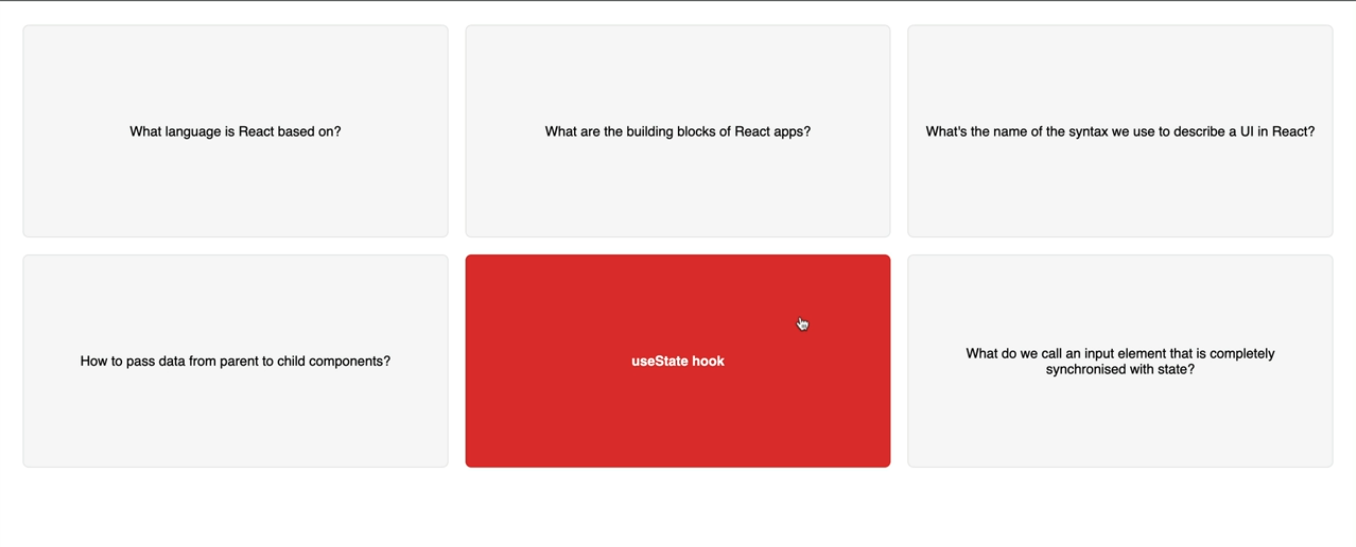 What language is React based on?
What are the building blocks of React apps?
What's the name of the syntax we use to describe a UI in React?
How to pass data from parent to child components?
useState hook
What do we call an input element that is completely
synchronised with state?